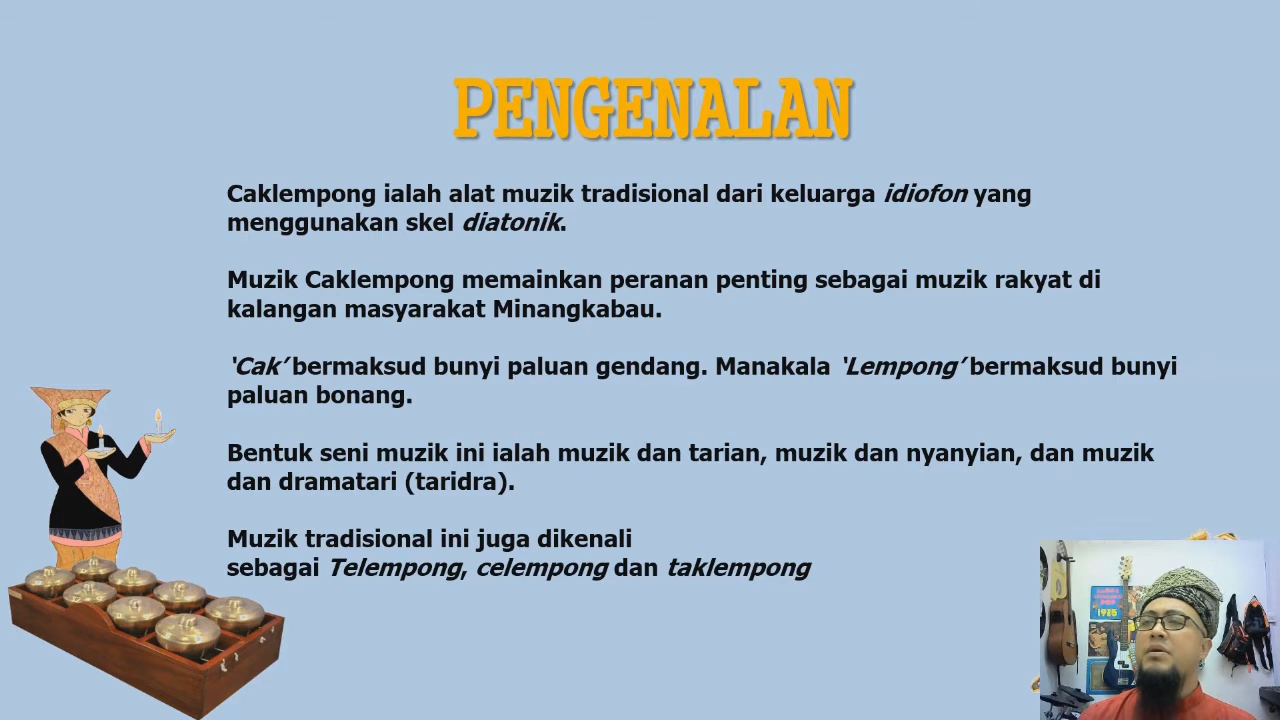 PENGENALAN
Caklempong ialah alat muzik tradisional dari keluarga idiofon yang
menggunakan skel diatonik.
Muzik Caklempong memainkan peranan penting sebagai muzik rakyat di
kalangan masyarakat Minangkabau.
‘Cak’ bermaksud bunyi paluan gendang. Manakala ‘Lempong’ bermaksud bunyi
paluan bonang.
Bentuk seni muzik ini ialah muzik dan tarian, muzik dan nyanyian, dan muzik
dan dramatari (taridra).
Muzik tradisional ini juga dikenali
sebagai Telempong, celempong dan taklempong
1925